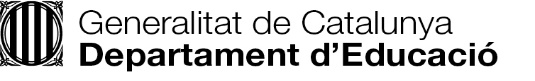 Generalitat de Catalunya
Departament d'Educació